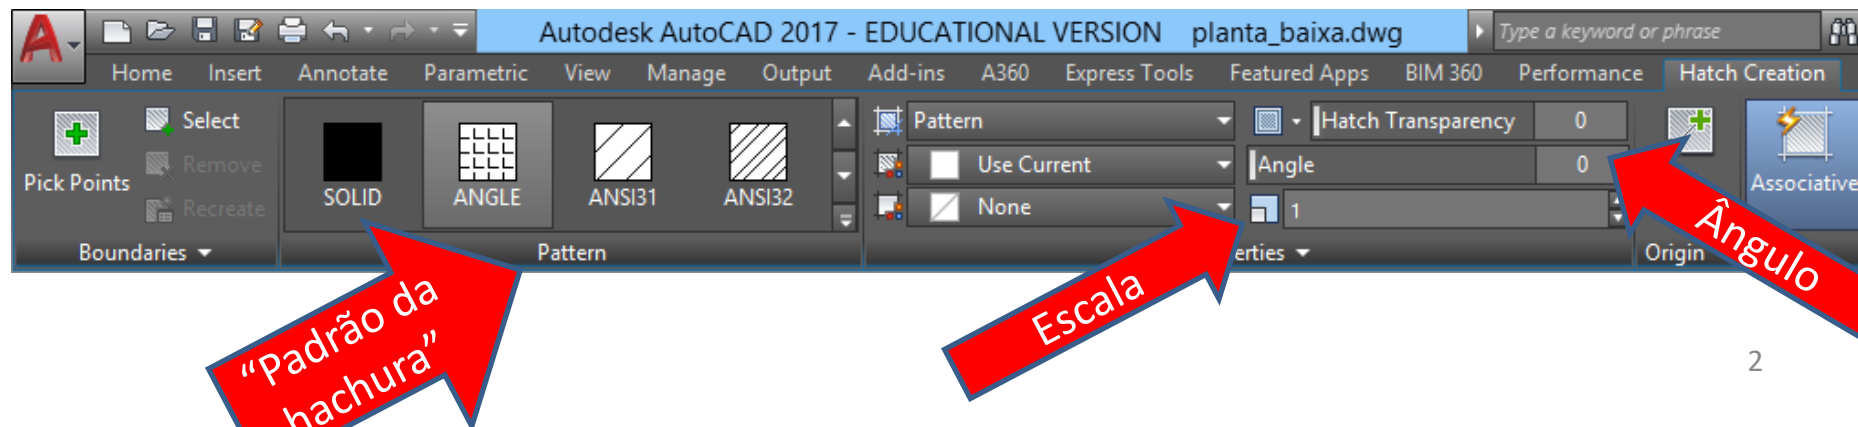 Autodesk AutoCAD 2017 - EDUCATIONAL VERSION planta_baixa.dwg Type a keyword or phrase
Home Insert Annotate Parametric View Manage Output Add-ins A360 Express Tools Featured Apps BIM 360 Performance Hatch Creation
Pick Points
Select
Remove
Recreate
Boundaries
SOLID ANGLE ANSI31 ANSI32
Pattern
Pattern
Use Current
None
Hatch Transparency 0
Angle 0
1
erties
Origin
Associative
“Padrão da
hachura”
Escala
Ângulo
2